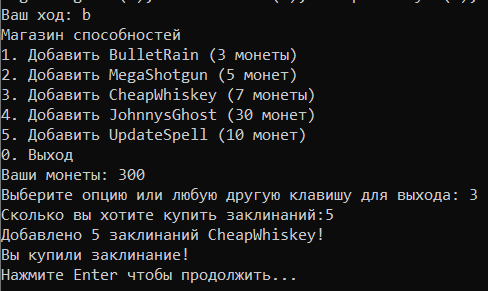 Ваш ход: b
Магазин способностей
1. Добавить BulletRain (3 монеты)
2. Добавить MegaShotgun (5 монет)
3. Добавить CheapWhiskey (7 монеты)
4. Добавить JohnnysGhost (30 монет)
5. Добавить UpdateSpell (10 монет)
0. Выход
Ваши монеты: 300
Выберите опцию или любую другую клавишу для выхода: 3
Сколько вы хотите купить заклинаний:5
Добавлено 5 заклинаний CheapWhiskey!
Вы купили заклинание!
Нажмите Enter чтобы продолжить...